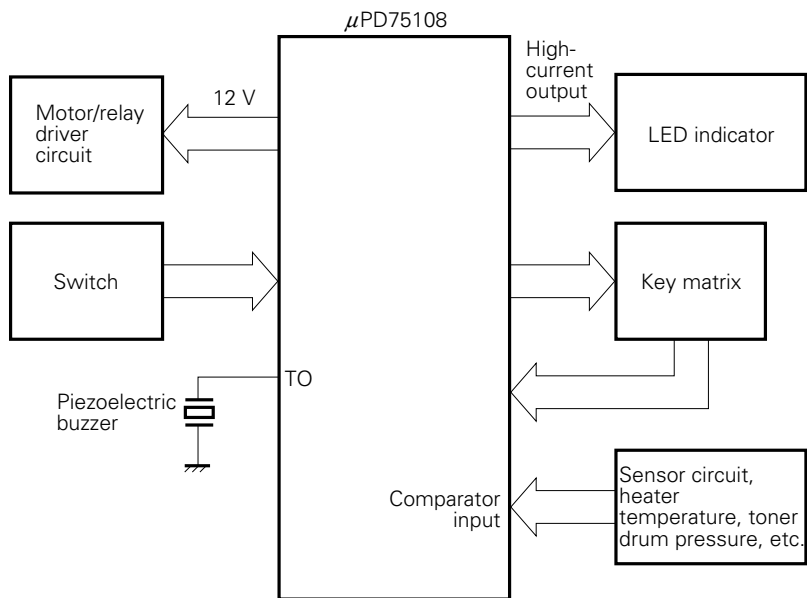 μPD75108
High-
current
output
12 V
Motor/relay
driver
circuit
LED indicator
Switch
Key matrix
TO
Piezoelectric
buzzer
Comparator
input
Sensor circuit,
heater
temperature, toner
drum pressure, etc.